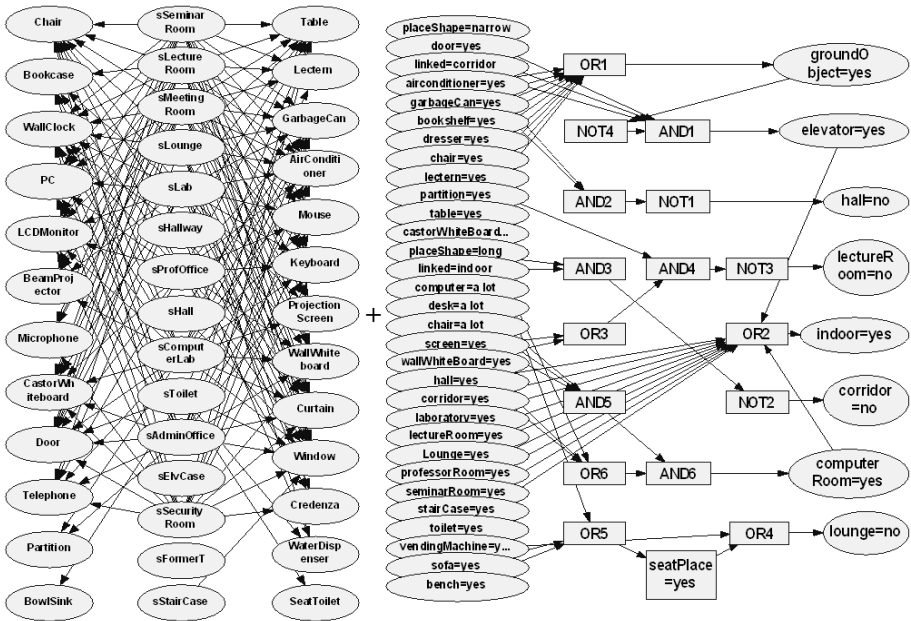 Chair
Bookcase
WallClock
PC
LCDMonitor
BeamProj
ector
Microphone
CastorWh
iteboard
Door
Telephone
Partition
BowlSink
sSeminar
Room
sLecture
Room
sMeeting
Room
sLounge
sLab
sHallway
sProfOffice
sHall
sComput
erLab
sToilet
sAdminOffice
sElvCase
sSecurity
Room
sFormerT
sStairCase
Table
Lectern
GarbageCan
AirConditi
oner
Mouse
Keyboard
Projection
Screen
WallWhite
board
Curtain
Window
Credenza
WaterDisp
enser
SeatToilet
+
placeShape=narrow
door=yes
linked=corridor
airconditioner=yes
garbageCan=yes
bookshelf=yes
dresser=yes
chair=yes
lectern=yes
partition=yes
table=yes
castorWhiteBoard...
placeShape=long
linked=indoor
computer=a lot
desk=a lot
chair=a lot
screen=yes
wallWhiteBoard=yes
hall=yes
corridor=yes
laboratory=yes
lectureRoom=yes
Lounge=yes
professorRoom=yes
seminarRoom=yes
stairCase=yes
toilet=yes
vendingMachine=y...
sofa=yes
bench=yes
OR1
NOT4
AND1
AND2
NOT1
AND3
AND4
NOT3
OR3
OR2
AND5
NOT2
OR6
AND6
OR5
OR4
seatPlace
=yes
groundO
bject=yes
elevator=yes
hall=no
lectureR
oom=no
indoor=yes
corridor
=no
computer
Room=yes
lounge=no